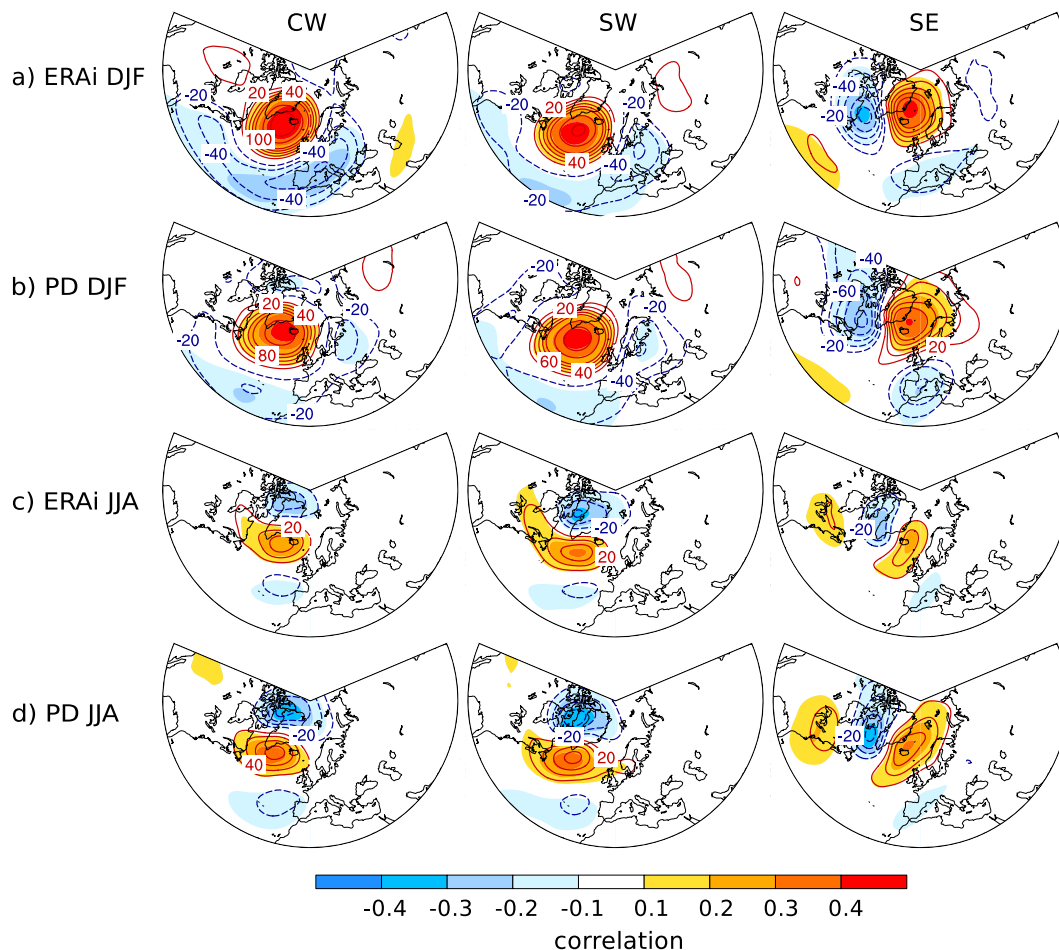 CW SW SE
a) ERAi DJF
20 40 -20 100 -40 -40 -40
-20 20 40 -20
-40 -20 -20
b) PD DJF
20 40 -20 -20 80 -20
-20 20 -20 60 40 -40
-40 -60 -20 20
c) ERAi JJA
20
-20 20
-20
d) PD JJA
-20 40
20
-20
-0.4 -0.3 -0.2 -0.1 0.1 0.2 0.3 0.4
correlation